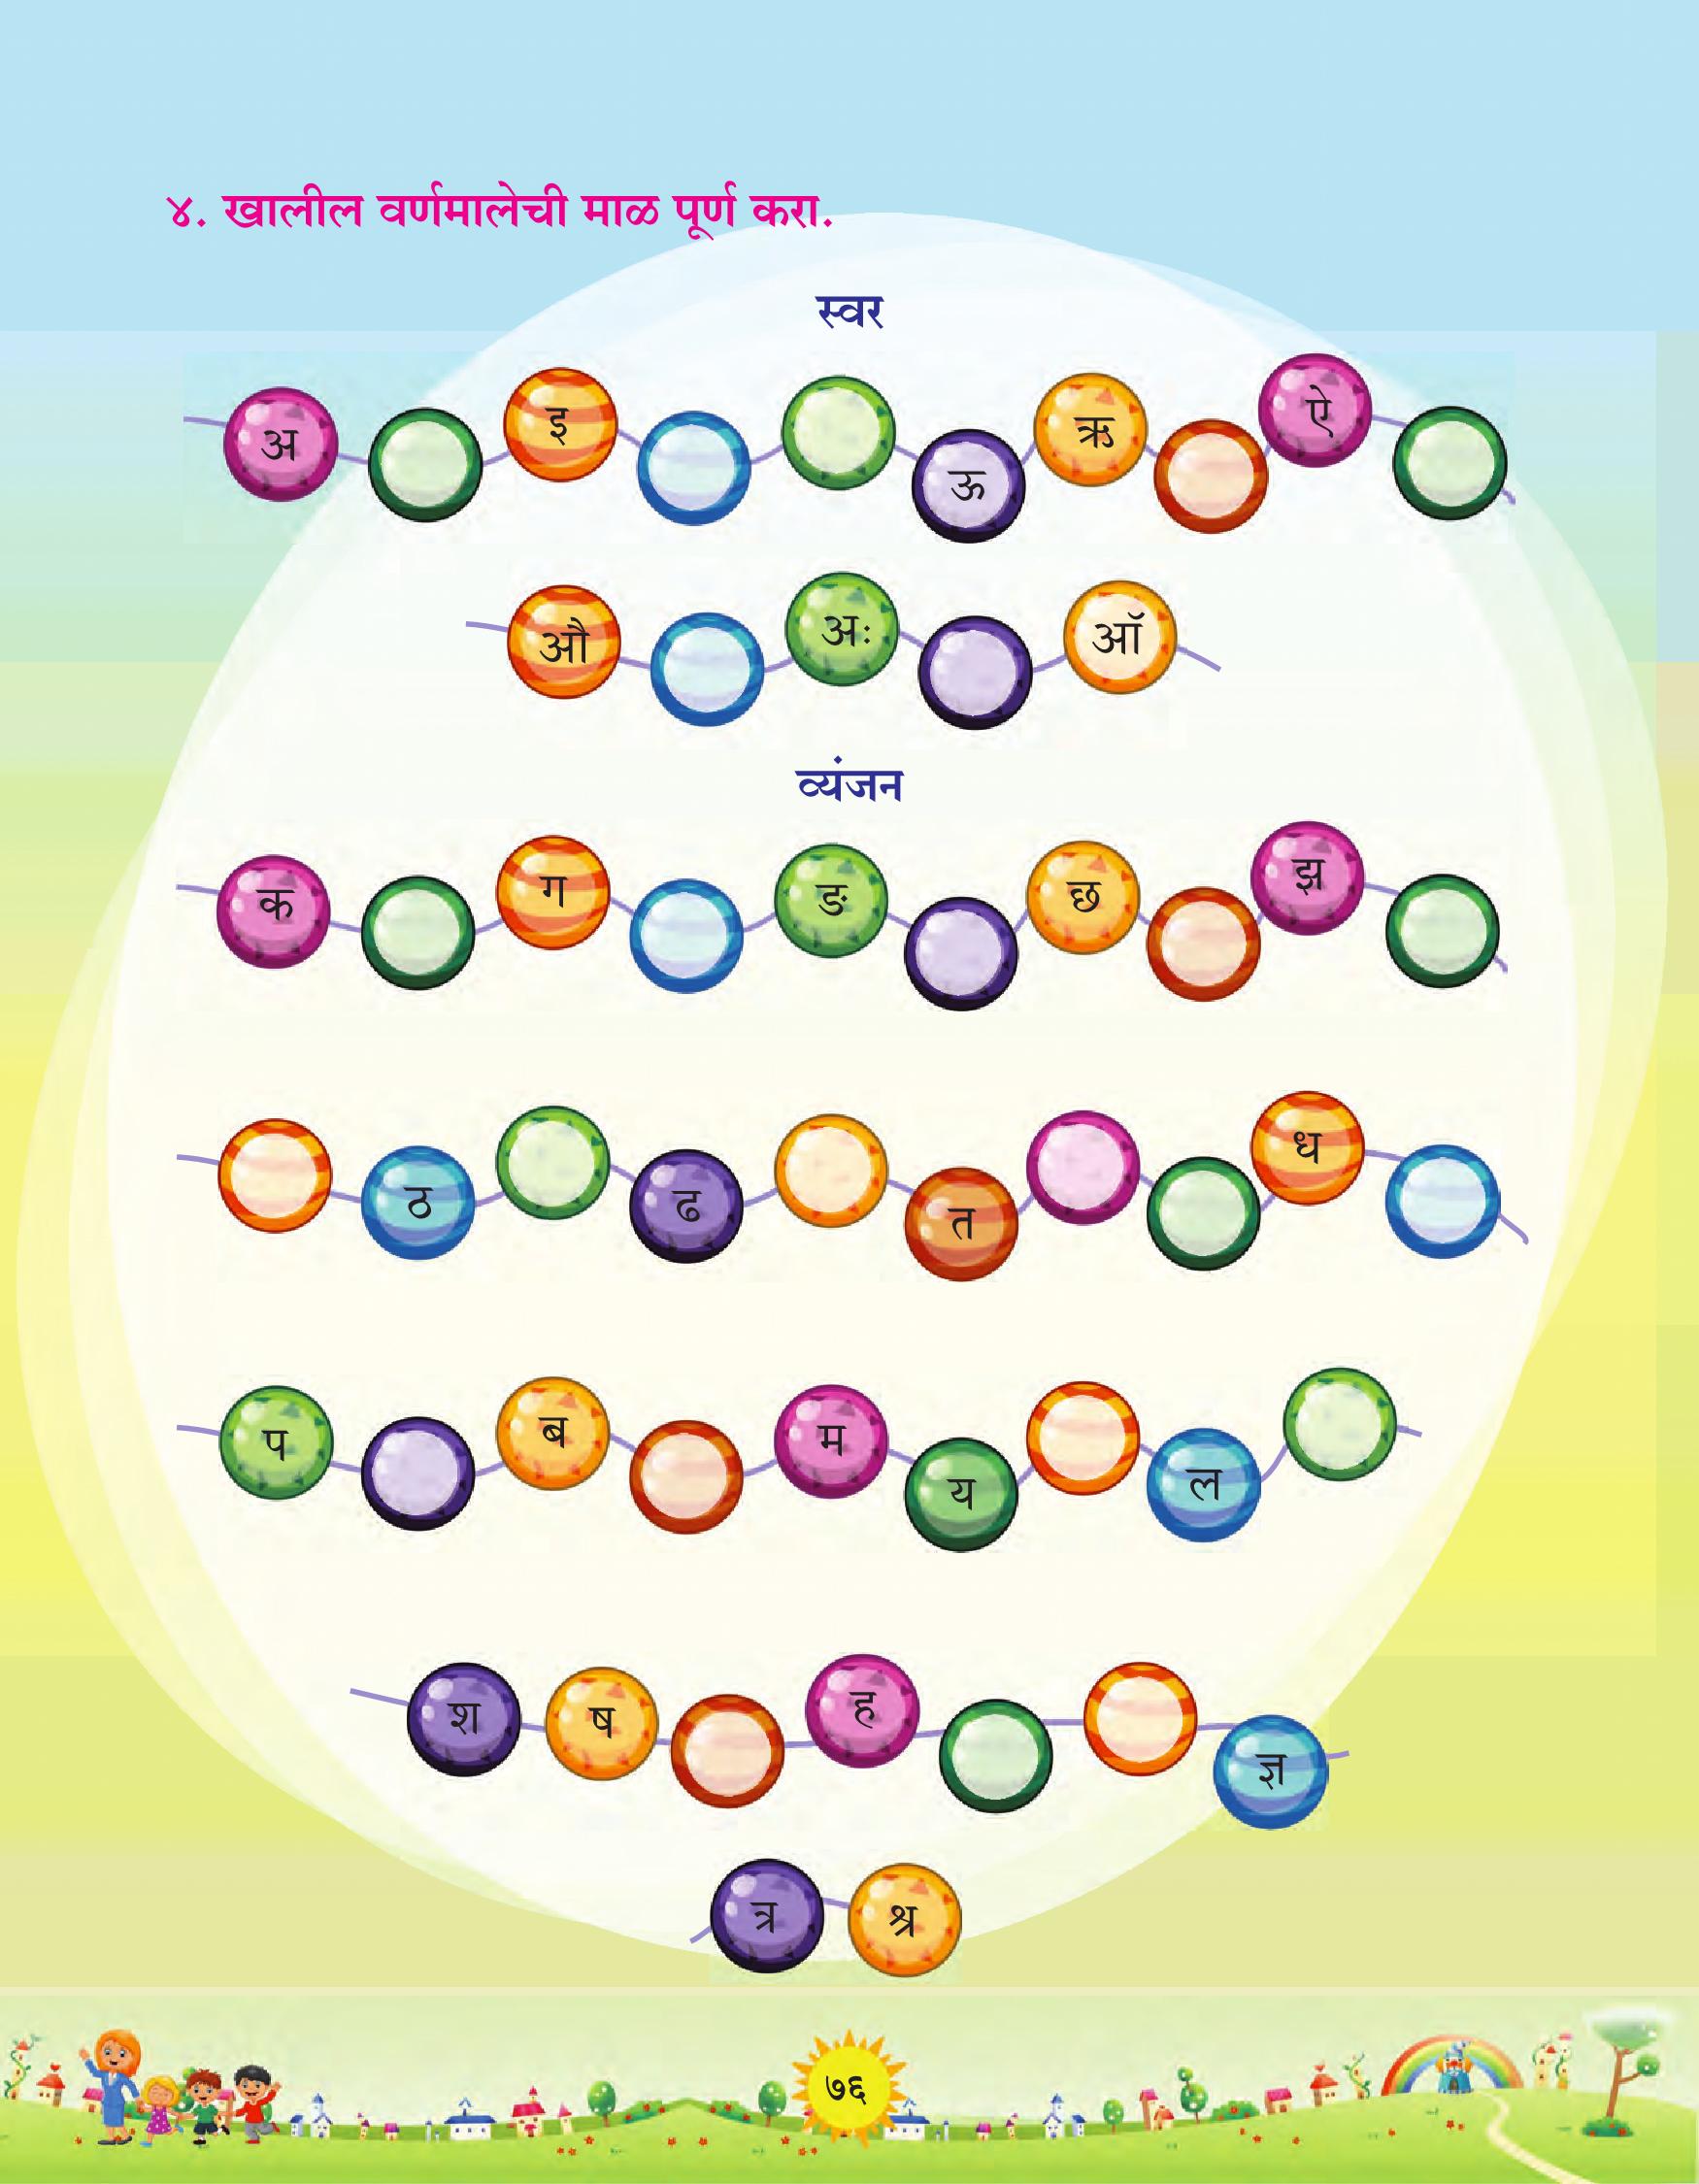 ४. खालील वर्णमालेची माळ पूर्ण करा.
स्वर
अ इ ऊ ऋ ऐ
औ अः ऑ
व्यंजन
क ग ङ छ झ
ठ ढ त ध
प ब म य ल
श ष ह ज्ञ
त्र श्र
७६